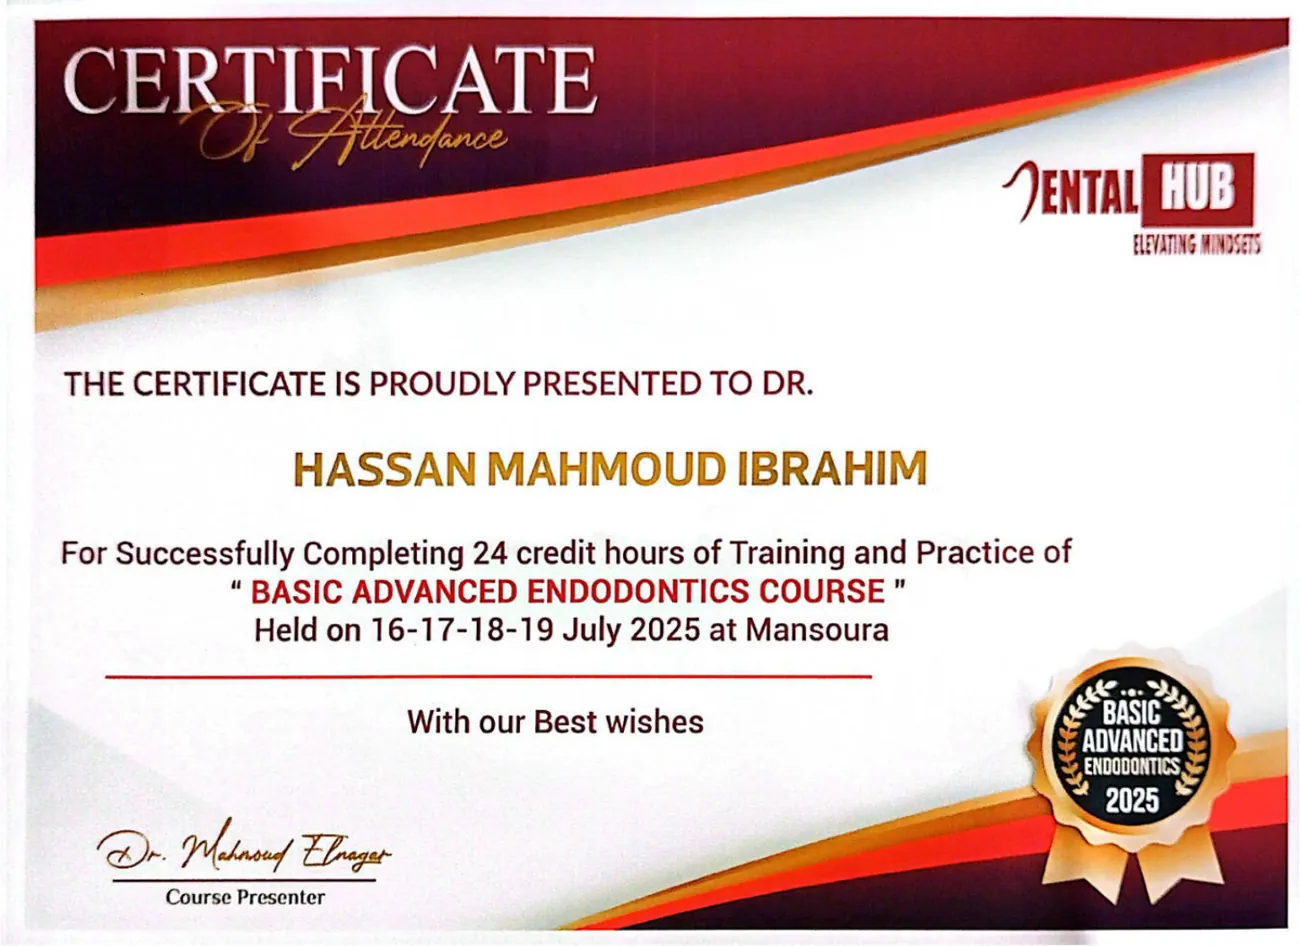 CERTIFICATE
Of Attendance
DENTAL HUB
ELEVATING MINDSETS
THE CERTIFICATE IS PROUDLY PRESENTED TO DR.
HASSAN MAHMOUD IBRAHIM
For Successfully Completing 24 credit hours of Training and Practice of
“ BASIC ADVANCED ENDODONTICS COURSE ”
Held on 16-17-18-19 July 2025 at Mansoura
With our Best wishes
BASIC
ADVANCED
ENDODONTICS
2025
Dr. Mahmoud Elnagar
Course Presenter